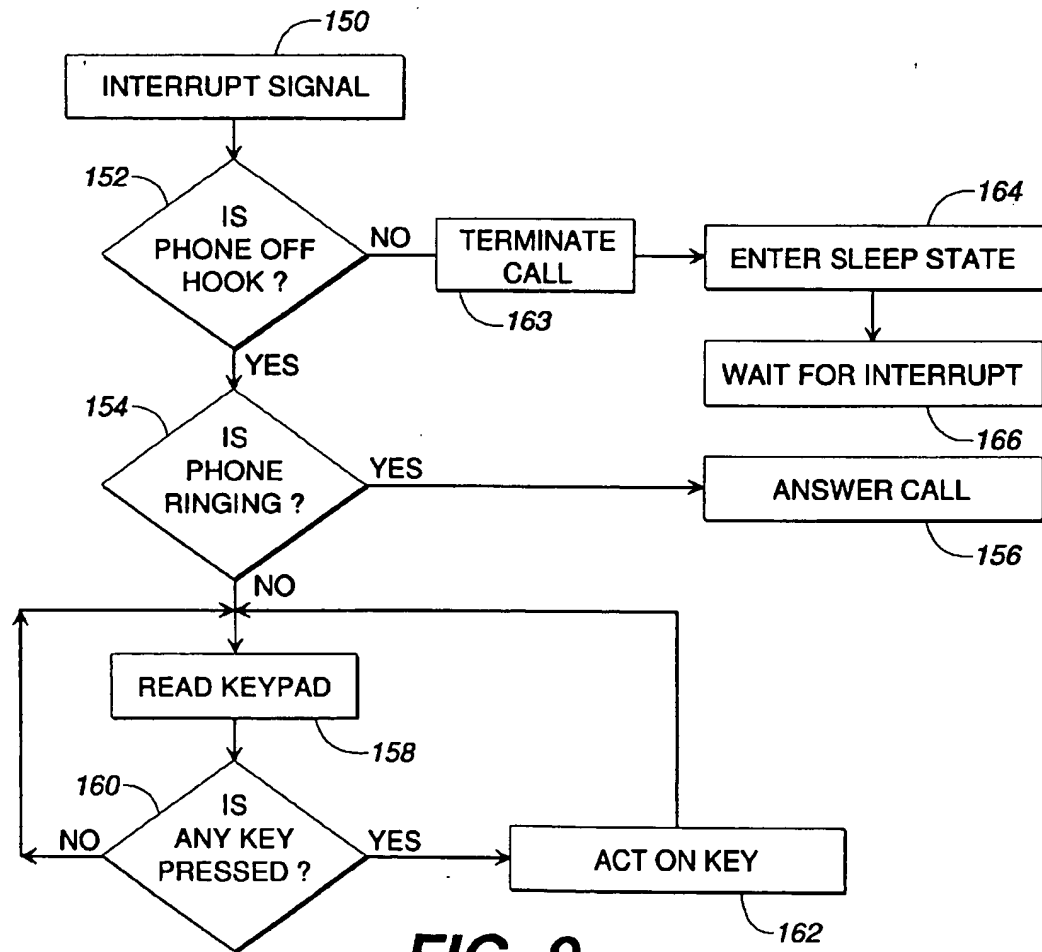 150
INTERRUPT SIGNAL
152
IS
PHONE OFF
HOOK ?
NO
TERMINATE
CALL
163
164
ENTER SLEEP STATE
YES
WAIT FOR INTERRUPT
166
154
IS
PHONE
RINGING ?
YES
ANSWER CALL
156
NO
READ KEYPAD
158
160
IS
ANY KEY
PRESSED ?
NO
YES
ACT ON KEY
162